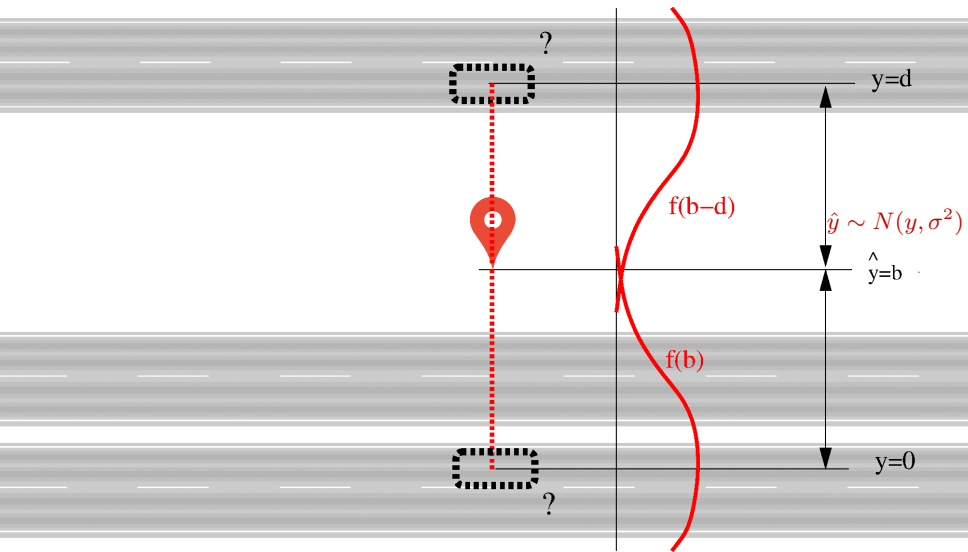 ?
y=d
f(b−d)
ŷ ∼ N(y, σ²)
^
y=b
f(b)
y=0
?